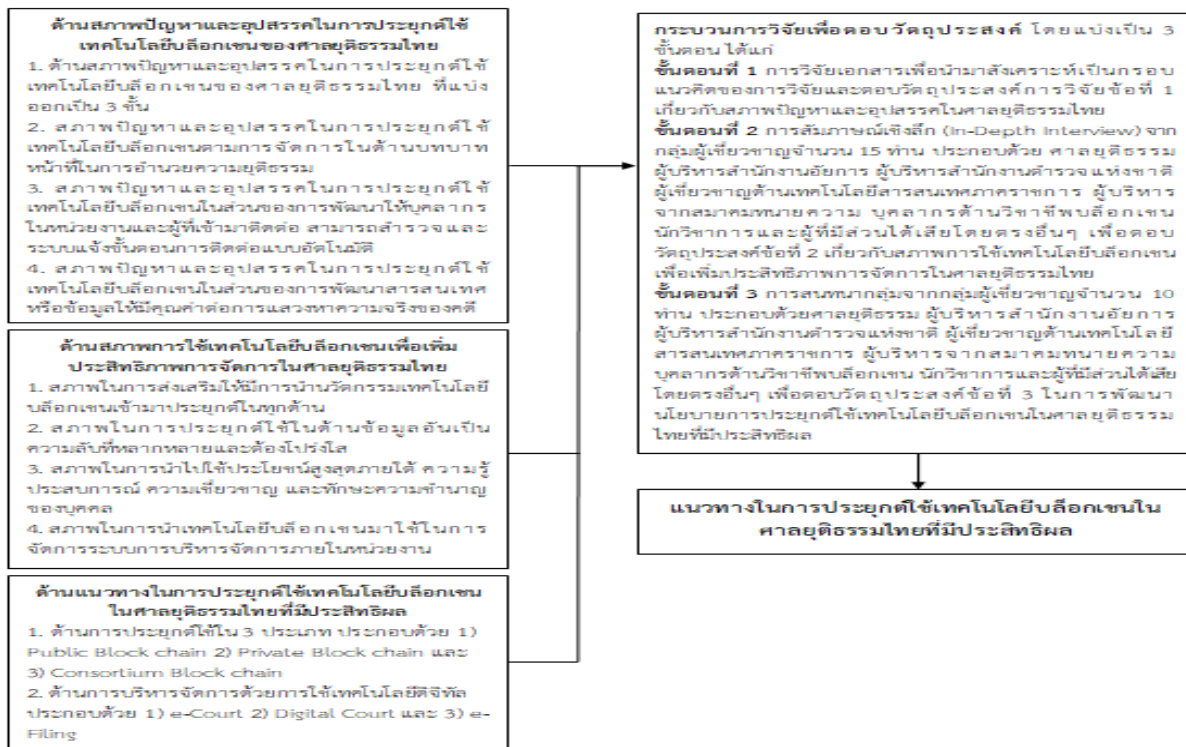 ด้านสภาพปัญหาและอุปสรรคในการประยุกต์ใช้
เทคโนโลยีบล็อกเชนของศาลยุติธรรมไทย
1. ด้านสภาพปัญหาและอุปสรรคในการประยุกต์ใช้
เทคโนโลยีบล็อกเชนของศาลยุติธรรมไทย ที่แบ่ง
ออกเป็น 3 ชั้น
2. สภาพปัญหาและอุปสรรคในการประยุกต์ใช้
เทคโนโลยีบล็อกเชนตามการจัดการในด้านบทบาท
หน้าที่ในการอำนวยความยุติธรรม
3. สภาพปัญหาและอุปสรรคในการประยุกต์ใช้
เทคโนโลยีบล็อกเชนในส่วนของการพัฒนาให้บุคลากร
ในหน่วยงานและผู้ที่เข้ามาติดต่อ สามารถสำรวจและ
ระบบแจ้งขั้นตอนการติดต่อแบบอัตโนมัติ
4. สภาพปัญหาและอุปสรรคในการประยุกต์ใช้
เทคโนโลยีบล็อกเชนในส่วนของการพัฒนาสารสนเทศ
หรือข้อมูลให้มีคุณค่าต่อการแสวงหาความจริงของคดี
ด้านสภาพการใช้เทคโนโลยีบล็อกเชนเพื่อเพิ่ม
ประสิทธิภาพการจัดการในศาลยุติธรรมไทย
1. สภาพในการส่งเสริมให้มีการนำนวัตกรรมเทคโนโลยี
บล็อกเชนเข้ามาประยุกต์ในทุกด้าน
2. สภาพในการประยุกต์ใช้ในด้านข้อมูลอันเป็น
ความลับที่หลากหลายและต้องโปร่งใส
3. สภาพในการนำไปใช้ประโยชน์สูงสุดภายใต้ ความรู้
ประสบการณ์ ความเชี่ยวชาญ และทักษะความชำนาญ
ของบุคคล
4. สภาพในการนำเทคโนโลยีบล็อกเชนมาใช้ในการ
จัดการระบบการบริหารจัดการภายในหน่วยงาน
ด้านแนวทางในการประยุกต์ใช้เทคโนโลยีบล็อกเชน
ในศาลยุติธรรมไทยที่มีประสิทธิผล
1. ด้านการประยุกต์ใช้ใน 3 ประเภท ประกอบด้วย 1)
Public Block chain 2) Private Block chain และ
3) Consortium Block chain
2. ด้านการบริหารจัดการด้วยการใช้เทคโนโลยีดิจิทัล
ประกอบด้วย 1) e-Court 2) Digital Court และ 3) e-
Filing
กระบวนการวิจัยเพื่อตอบวัตถุประสงค์ โดยแบ่งเป็น 3
ขั้นตอน ได้แก่
ขั้นตอนที่ 1 การวิจัยเอกสารเพื่อนำมาสังเคราะห์เป็นกรอบ
แนวคิดของการวิจัยและตอบวัตถุประสงค์การวิจัยข้อที่ 1
เกี่ยวกับสภาพปัญหาและอุปสรรคในศาลยุติธรรมไทย
ขั้นตอนที่ 2 การสัมภาษณ์เชิงลึก (In-Depth Interview) จาก
กลุ่มผู้เชี่ยวชาญจำนวน 15 ท่าน ประกอบด้วย ศาลยุติธรรม
ผู้บริหารสำนักงานอัยการ ผู้บริหารสำนักงานตำรวจแห่งชาติ
ผู้เชี่ยวชาญด้านเทคโนโลยีสารสนเทศภาคราชการ ผู้บริหาร
จากสมาคมทนายความ บุคลากรด้านวิชาชีพบล็อกเชน
นักวิชาการและผู้ที่มีส่วนได้เสียโดยตรงอื่นๆ เพื่อตอบ
วัตถุประสงค์ข้อที่ 2 เกี่ยวกับสภาพการใช้เทคโนโลยีบล็อกเชน
เพื่อเพิ่มประสิทธิภาพการจัดการในศาลยุติธรรมไทย
ขั้นตอนที่ 3 การสนทนากลุ่มจากกลุ่มผู้เชี่ยวชาญจำนวน 10
ท่าน ประกอบด้วยศาลยุติธรรม ผู้บริหารสำนักงานอัยการ
ผู้บริหารสำนักงานตำรวจแห่งชาติ ผู้เชี่ยวชาญด้านเทคโนโลยี
สารสนเทศภาคราชการ ผู้บริหารจากสมาคมทนายความ
บุคลากรด้านวิชาชีพบล็อกเชน นักวิชาการและผู้ที่มีส่วนได้เสีย
โดยตรงอื่นๆ เพื่อตอบวัตถุประสงค์ข้อที่ 3 ในการพัฒนา
นโยบายการประยุกต์ใช้เทคโนโลยีบล็อกเชนในศาลยุติธรรม
ไทยที่มีประสิทธิผล
แนวทางในการประยุกต์ใช้เทคโนโลยีบล็อกเชนใน
ศาลยุติธรรมไทยที่มีประสิทธิผล